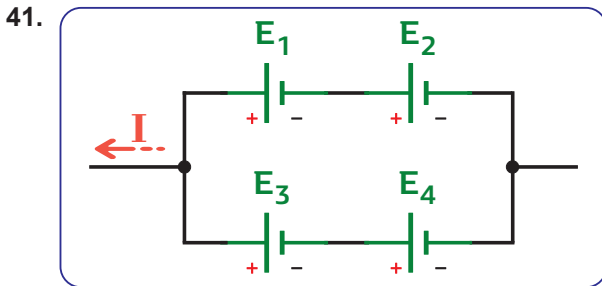 41.
E1 E2
+ − + −
I
E3 E4
+ − + −